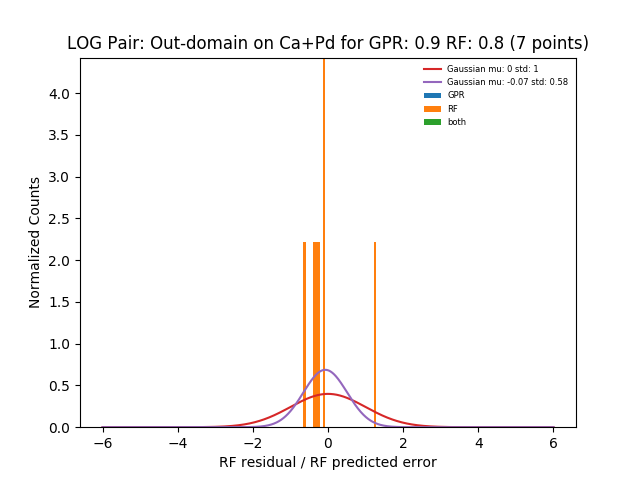 LOG Pair: Out-domain on Ca+Pd for GPR: 0.9 RF: 0.8 (7 points)
Gaussian mu: 0 std: 1
Gaussian mu: -0.07 std: 0.58
GPR
RF
both
Normalized Counts
4.0
3.5
3.0
2.5
2.0
1.5
1.0
0.5
0.0
−6 −4 −2 0 2 4 6
RF residual / RF predicted error